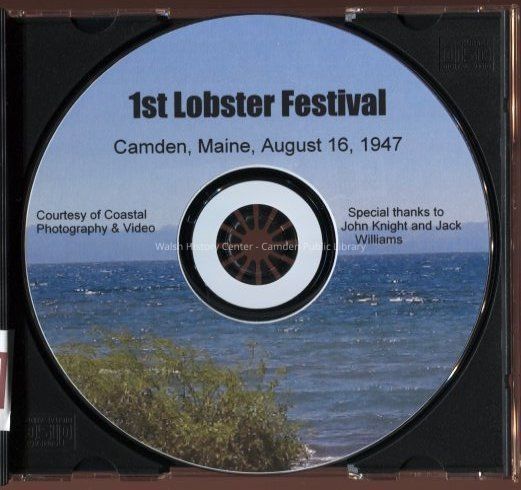 1st Lobster Festival
Camden, Maine, August 16, 1947
Courtesy of Coastal
Photography & Video
Special thanks to
John Knight and Jack
Williams
Walsh History Center - Camden Public Library